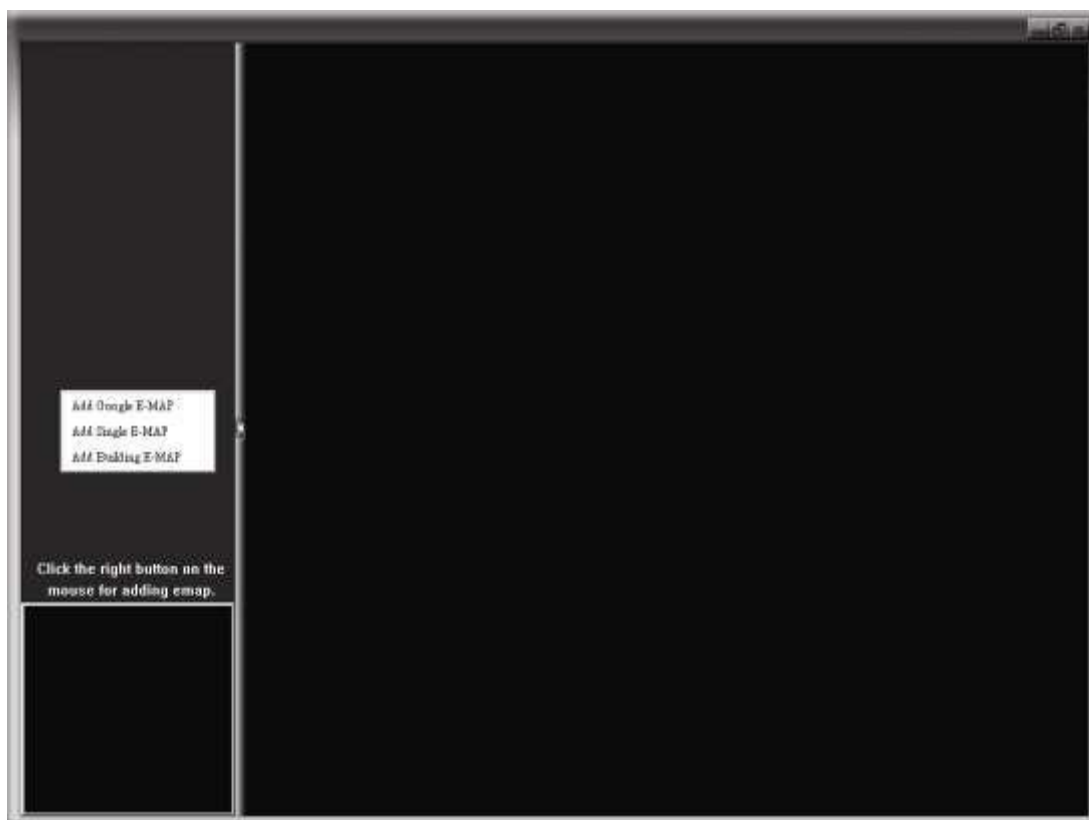 Add Google E-MAP
Add Single E-MAP
Add Building E-MAP
Click the right button on the
mouse for adding emap.